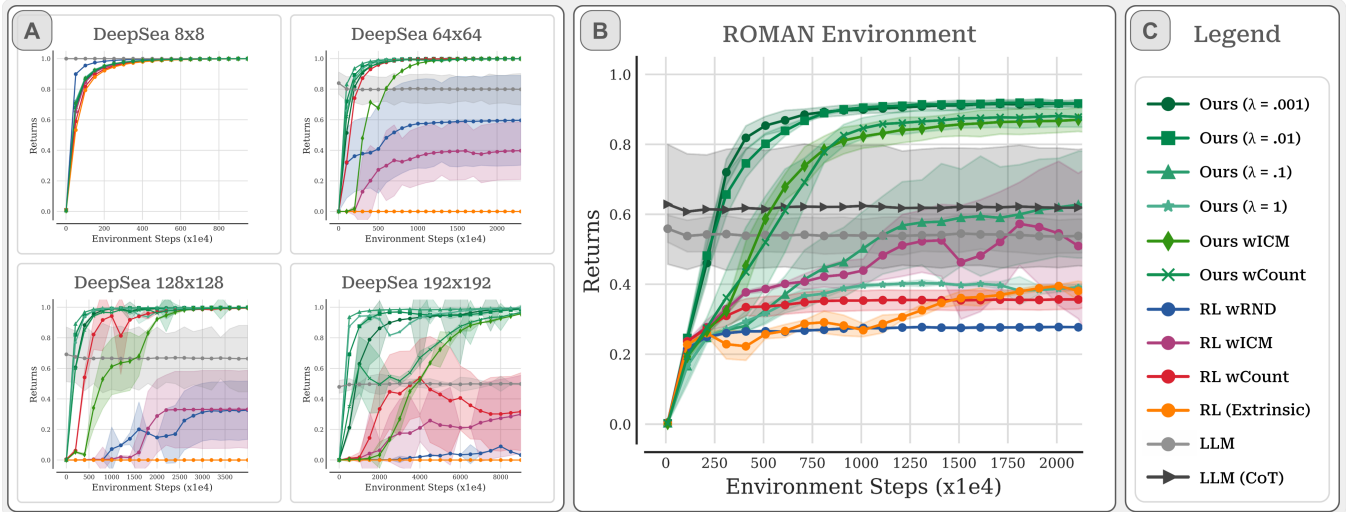 A
DeepSea 8x8
Returns
1.0
0.8
0.6
0.4
0.2
0.0
0 200 400 600 800
Environment Steps (x1e4)
DeepSea 64x64
Returns
1.0
0.8
0.6
0.4
0.2
0.0
0 500 1000 1500 2000
Environment Steps (x1e4)
DeepSea 128x128
Returns
1.0
0.8
0.6
0.4
0.2
0.0
0 500 1000 1500 2000 2500 3000 3500
Environment Steps (x1e4)
DeepSea 192x192
Returns
1.0
0.8
0.6
0.4
0.2
0.0
0 2000 4000 6000 8000
Environment Steps (x1e4)
B
ROMAN Environment
Returns
1.0
0.8
0.6
0.4
0.2
0.0
0 250 500 750 1000 1250 1500 1750 2000
Environment Steps (x1e4)
C
Legend
Ours (λ = .001)
Ours (λ = .01)
Ours (λ = .1)
Ours (λ = 1)
Ours wICM
Ours wCount
RL wRND
RL wICM
RL wCount
RL (Extrinsic)
LLM
LLM (CoT)